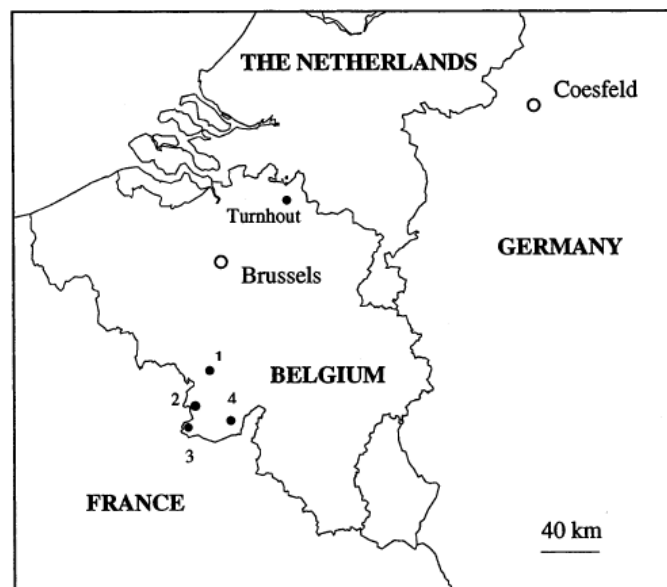 THE NETHERLANDS
Coesfeld
Turnhout
GERMANY
Brussels
1
BELGIUM
2
4
3
FRANCE
40 km